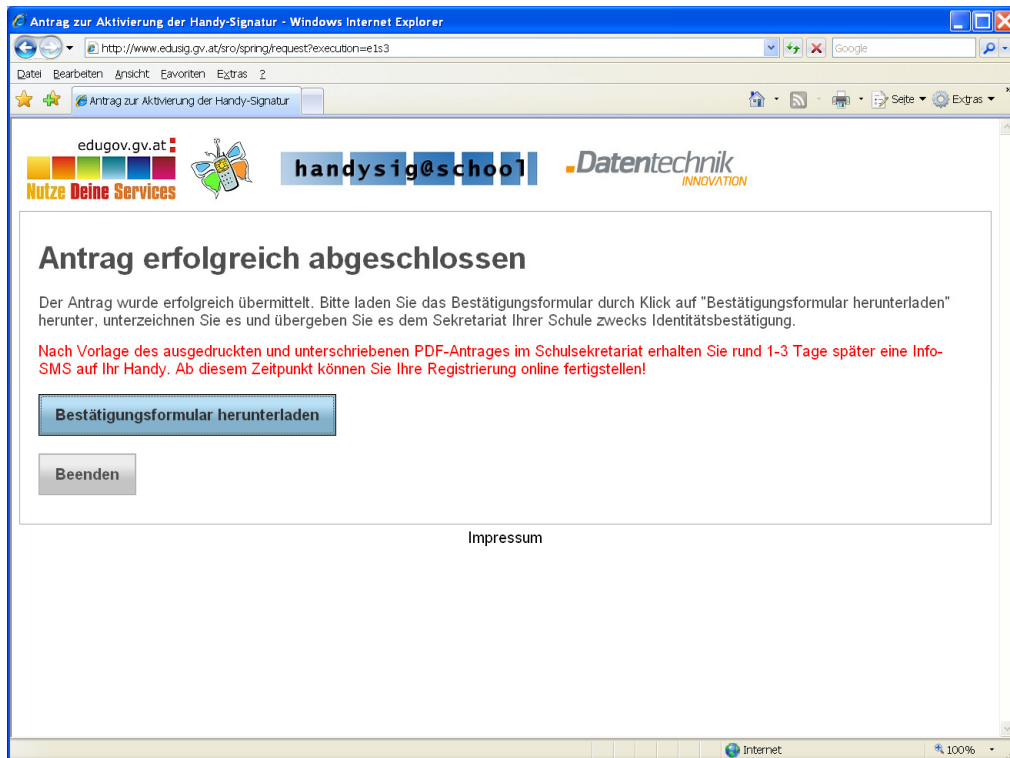 Antrag zur Aktivierung der Handy-Signatur - Windows Internet Explorer
http://www.edusig.gv.at/sro/spring/request?execution=e1s3
Google
Datei Bearbeiten Ansicht Favoriten Extras ?
Antrag zur Aktivierung der Handy-Signatur
Seite
Extras
edugov.gv.at
Nutze Deine Services
handysig@school
Datentechnik
INNOVATION
Antrag erfolgreich abgeschlossen
Der Antrag wurde erfolgreich übermittelt. Bitte laden Sie das Bestätigungsformular durch Klick auf "Bestätigungsformular herunterladen"
herunter, unterzeichnen Sie es und übergeben Sie es dem Sekretariat Ihrer Schule zwecks Identitätsbestätigung.
Nach Vorlage des ausgedruckten und unterschriebenen PDF-Antrages im Schulsekretariat erhalten Sie rund 1-3 Tage später eine Info-
SMS auf Ihr Handy. Ab diesem Zeitpunkt können Sie Ihre Registrierung online fertigstellen!
Bestätigungsformular herunterladen
Beenden
Impressum
Internet
100%